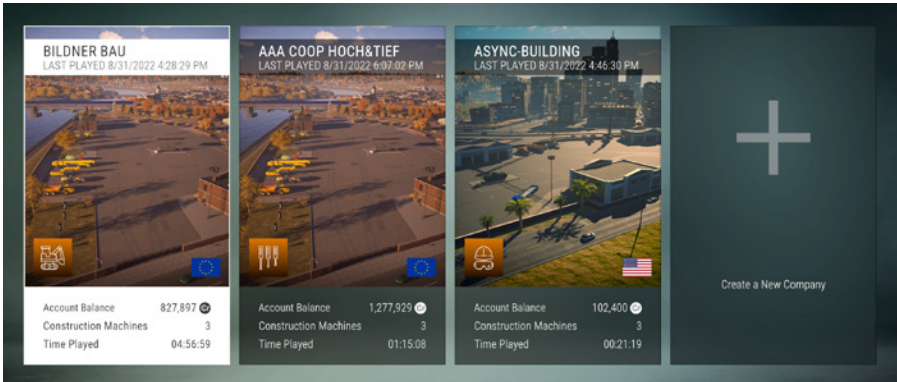 BILDNER BAU
LAST PLAYED 8/31/2022 4:28:29 PM
Account Balance 827,897
Construction Machines 3
Time Played 04:56:59
AAA COOP HOCH&TIEF
LAST PLAYED 8/31/2022 6:07:02 PM
Account Balance 1,277,929
Construction Machines 3
Time Played 01:15:08
ASYNC-BUILDING
LAST PLAYED 8/31/2022 4:46:30 PM
Account Balance 102,400
Construction Machines 3
Time Played 00:21:19
Create a New Company